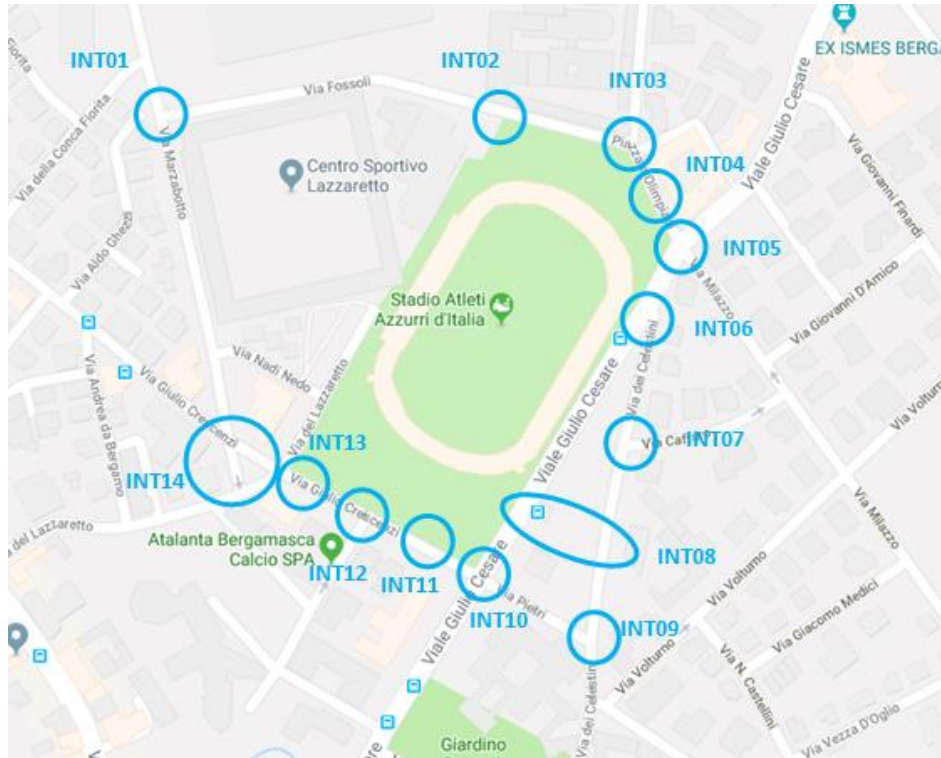 EX ISMES BERGA
INT01
INT02
INT03
Via Fossoli
Viale Giulio Cesare
Via della Conca Fiorita
Via Marzabotto
Centro Sportivo
Lazzaretto
INT04
Via Giovanni Finardi
INT05
Via Aldo Ghezzi
Via Milazzo
Via Giovanni D'Amico
Stadio Atleti
Azzurri d'Italia
INT06
Via dei Celestini
Via Nadi Nedo
Via Giulio Crescenzi
Via Andrea da Bergamo
Via del Lazzaretto
Viale Giulio Cesare
Via Volturno
INT07
INT13
INT14
Via Giulio Crescenzi
Via Milazzo
del Lazzaretto
Atalanta Bergamasca
Calcio SPA
INT12
INT11
INT08
INT10
Viale Giulio Cesare
Via Pietri
INT09
Via Volturno
Via Giacomo Medici
Via Volturno
Via N. Castellini
Via dei Celestini
Via Vezza D'Oglio
Giardino